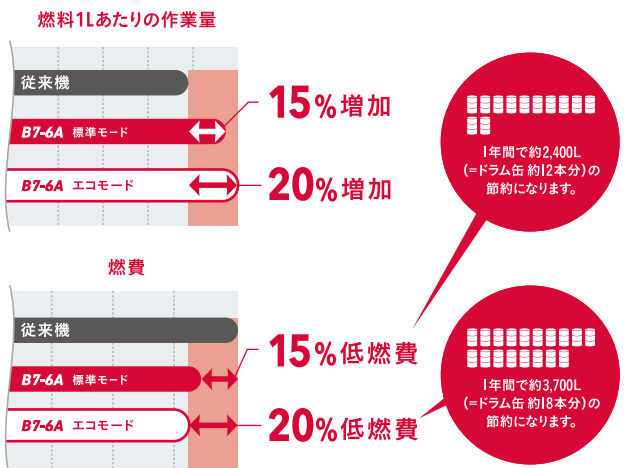 燃料1Lあたりの作業量
従来機
B7-6A 標準モード
B7-6A エコモード
15%増加
20%増加
燃費
従来機
B7-6A 標準モード
B7-6A エコモード
15%低燃費
20%低燃費
1年間で約2,400L
(=ドラム缶 約12本分)の
節約になります。
1年間で約3,700L
(=ドラム缶 約18本分)の
節約になります。